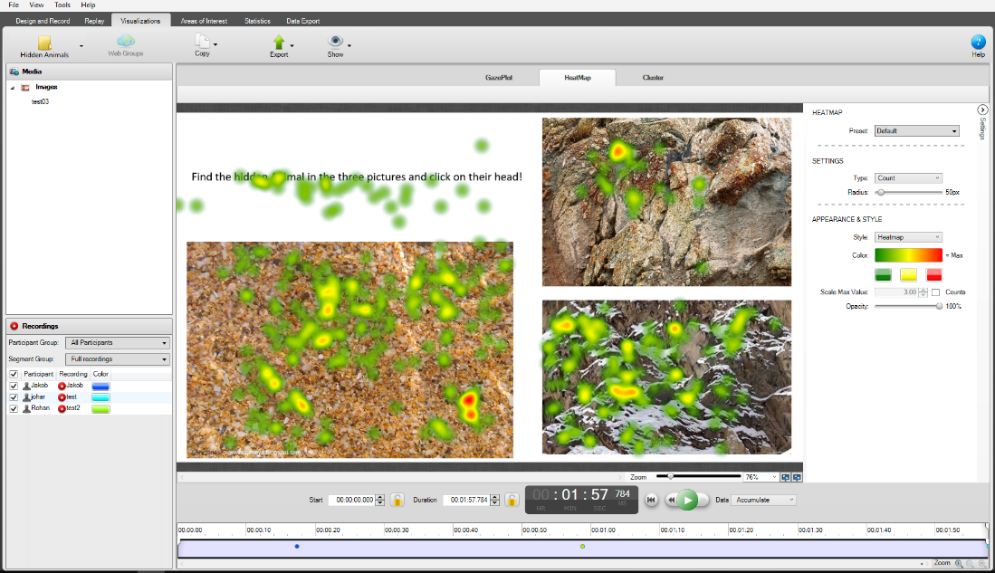 File View Tools Help
Design and Record Replay Visualizations Areas of Interest Statistics Data Export
Hidden Animals Web Groups Copy Export Show Help
Media
Images
test03
GazePlot HeatMap Cluster
Find the hidden animal in the three pictures and click on their head!
HEATMAP
Preset: Default
SETTINGS
Type: Count
Radius: 50px
APPEARANCE & STYLE
Style: Heatmap
Color = Max
Scale Max Value: 3.00 Counts
Opacity: 100%
Settings
Recordings
Participant Group: All Participants
Segment Group: Full recordings
Participant Recording Color
Jakob Jakob
johar test
Rohan test2
Zoom 76%
Start 00:00:00.000 Duration 00:01:57.784 00 : 01 : 57 784 Data Accumulate
HR MIN SEC
00:00:00 00:00:10 00:00:20 00:00:30 00:00:40 00:00:50 00:01:00 00:01:10 00:01:20 00:01:30 00:01:40 00:01:50
Zoom